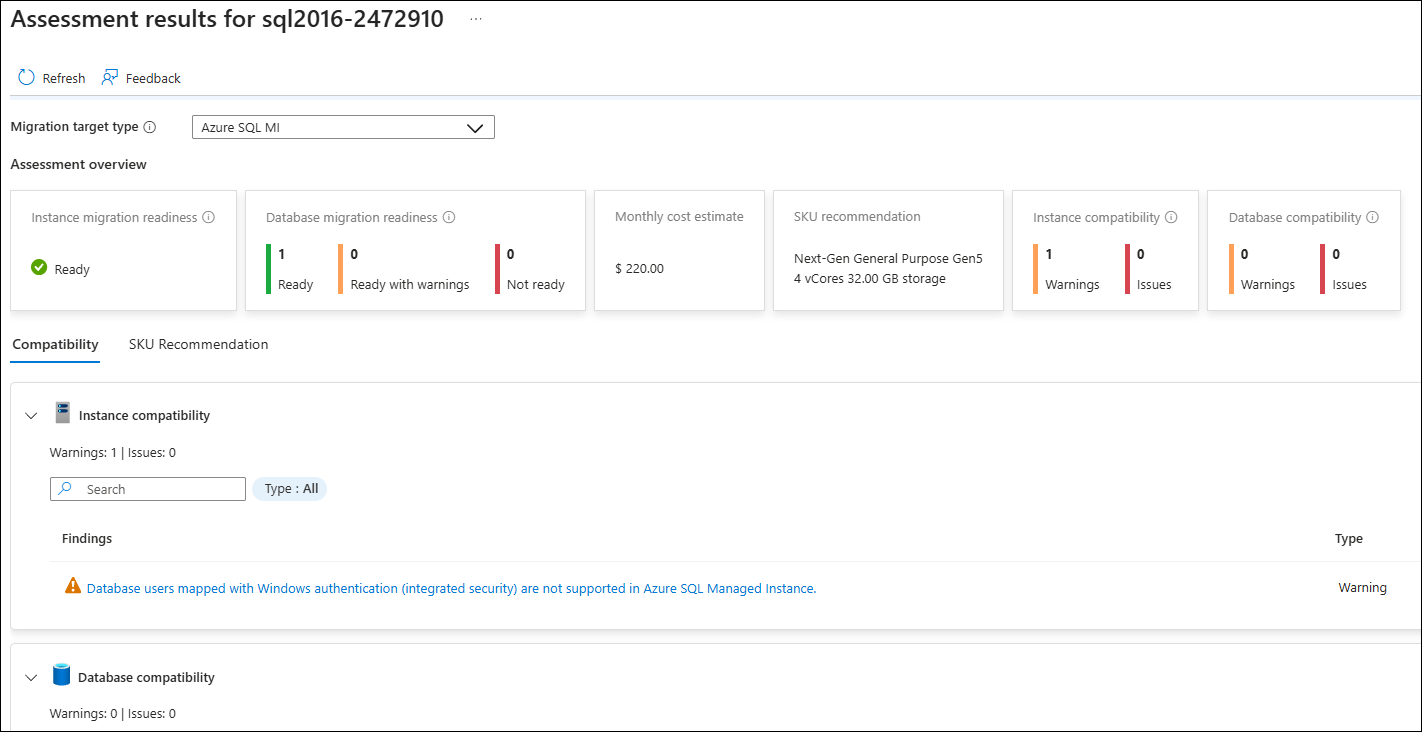 Assessment results for sql2016-2472910 ...
Refresh Feedback
Migration target type Azure SQL MI
Assessment overview
Instance migration readiness
Ready
Database migration readiness
1 Ready
0 Ready with warnings
0 Not ready
Monthly cost estimate
$ 220.00
SKU recommendation
Next-Gen General Purpose Gen5
4 vCores 32.00 GB storage
Instance compatibility
1 Warnings
0 Issues
Database compatibility
0 Warnings
0 Issues
Compatibility SKU Recommendation
Instance compatibility
Warnings: 1 | Issues: 0
Search Type : All
Findings Type
Database users mapped with Windows authentication (integrated security) are not supported in Azure SQL Managed Instance. Warning
Database compatibility
Warnings: 0 | Issues: 0